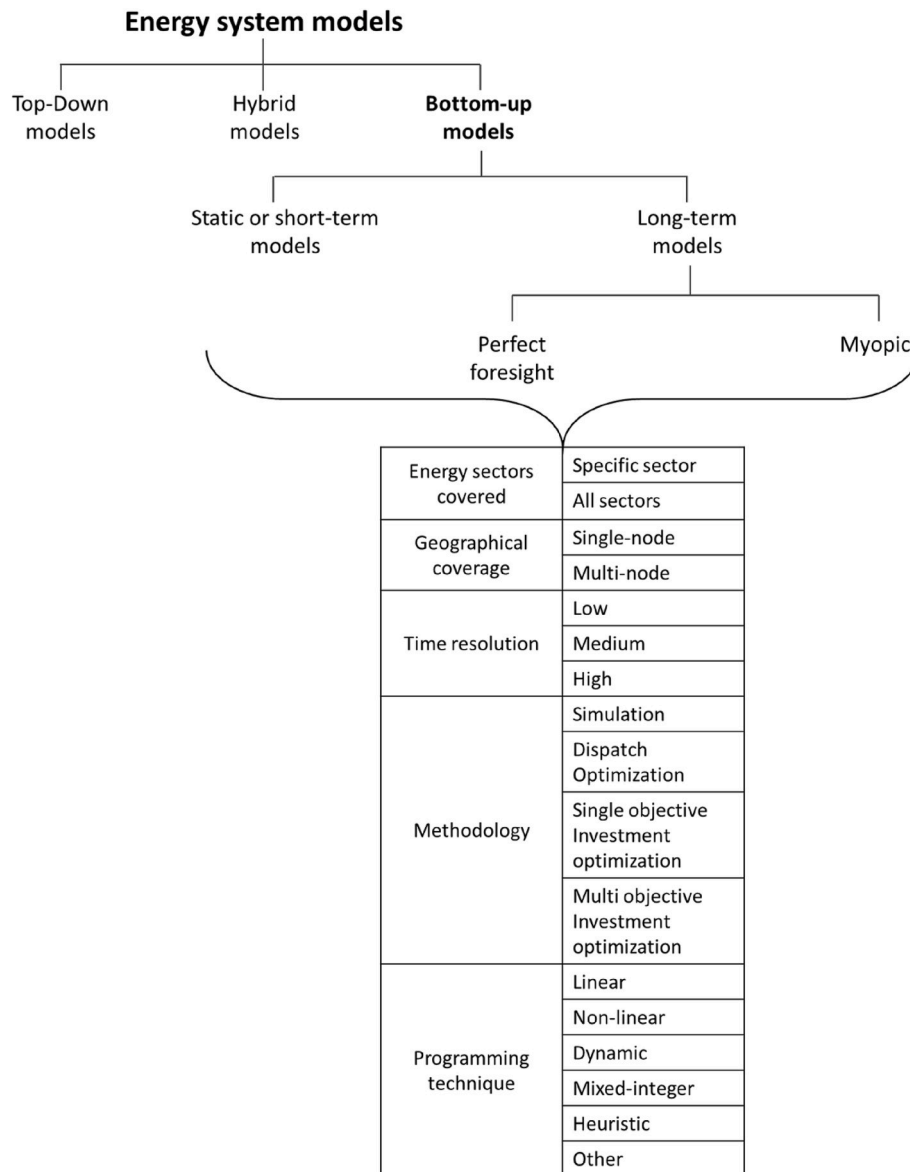 Energy system models
Top-Down
models
Hybrid
models
Bottom-up
models
Static or short-term
models
Long-term
models
Perfect
foresight
Myopic
Energy sectors
covered
Specific sector
All sectors
Geographical
coverage
Single-node
Multi-node
Time resolution
Low
Medium
High
Methodology
Simulation
Dispatch
Optimization
Single objective
Investment
optimization
Multi objective
Investment
optimization
Programming
technique
Linear
Non-linear
Dynamic
Mixed-integer
Heuristic
Other